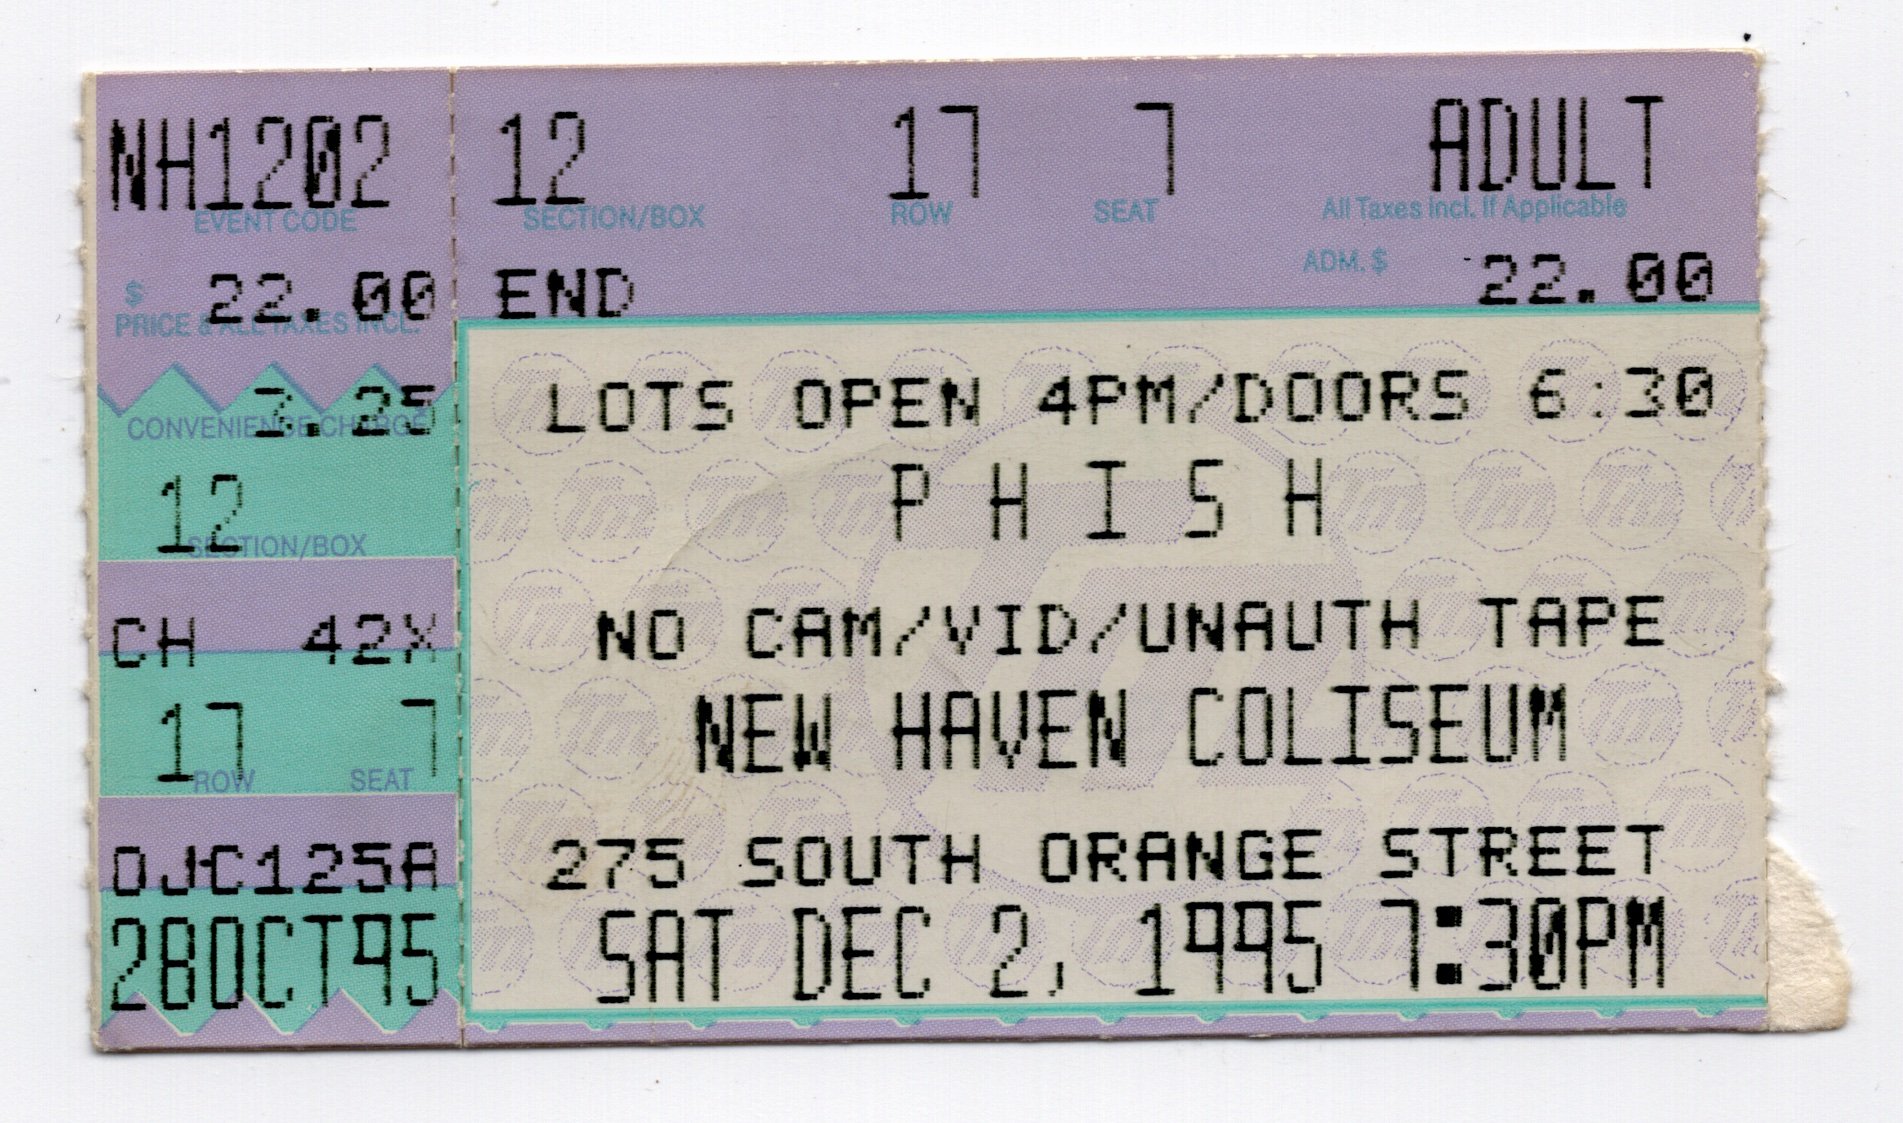 NH1202
EVENT CODE
$ 22.00
PRICE & ALL TAXES INCL.
3.25
CONVENIENCE CHARGE
12
SECTION/BOX
CH 42X
17 7
ROW SEAT
OJC125A
28OCT95
12 17 7 ADULT
SECTION/BOX ROW SEAT All Taxes Incl. If Applicable
END ADM. $ 22.00
LOTS OPEN 4PM/DOORS 6:30
P H I S H
NO CAM/VID/UNAUTH TAPE
NEW HAVEN COLISEUM
275 SOUTH ORANGE STREET
SAT DEC 2, 1995 7:30PM